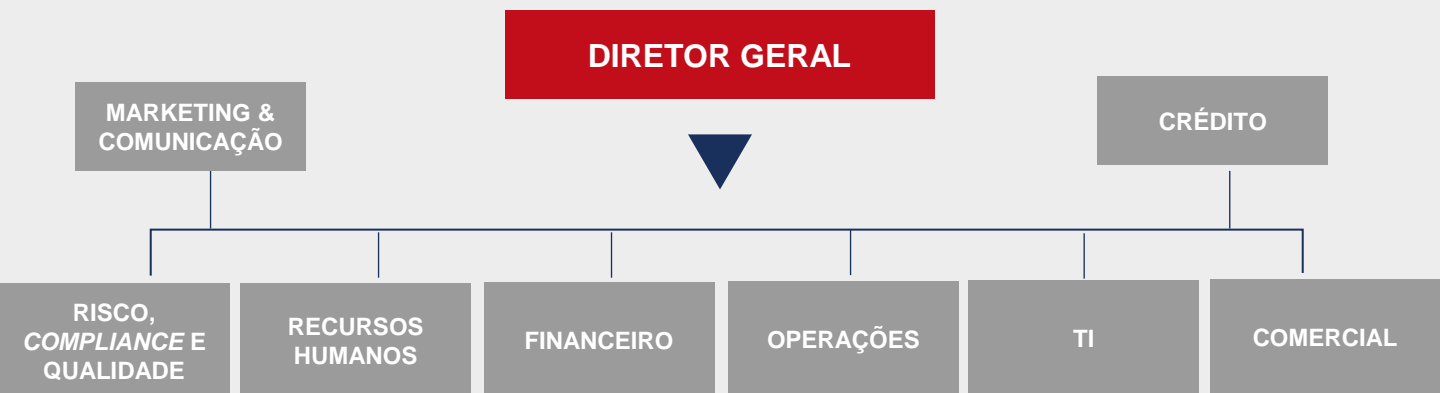 DIRETOR GERAL
MARKETING &
COMUNICAÇÃO
CRÉDITO
RISCO,
COMPLIANCE E
QUALIDADE
RECURSOS
HUMANOS
FINANCEIRO
OPERAÇÕES
TI
COMERCIAL